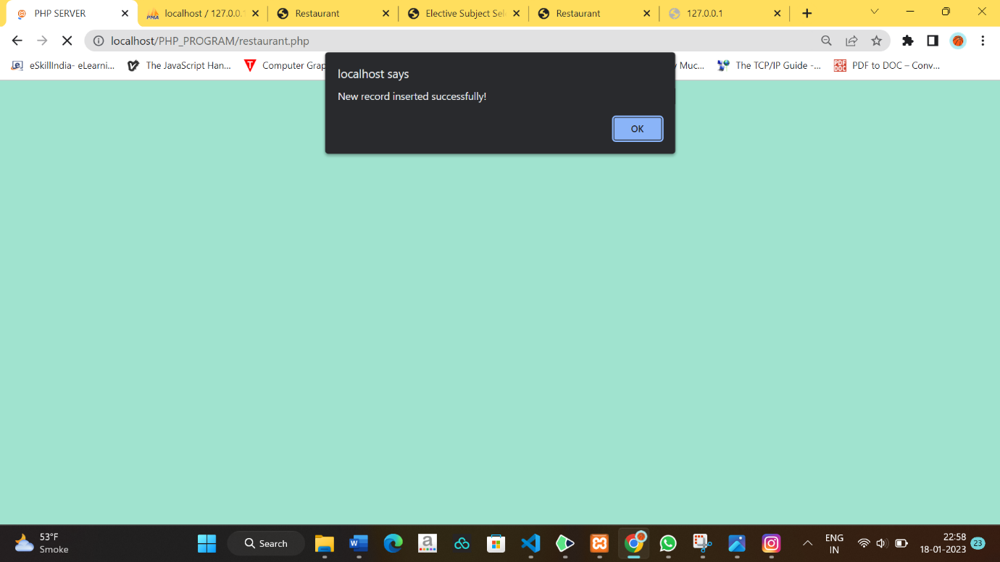 PHP SERVER
localhost / 127.0.0.1
Restaurant
Elective Subject Sel
Restaurant
127.0.0.1
localhost/PHP_PROGRAM/restaurant.php
eSkillIndia- eLearni...
The JavaScript Han...
Computer Grap
Muc...
The TCP/IP Guide -...
PDF to DOC – Conv...
localhost says
New record inserted successfully!
OK
53°F
Smoke
Search
ENG
IN
22:58
18-01-2023
23